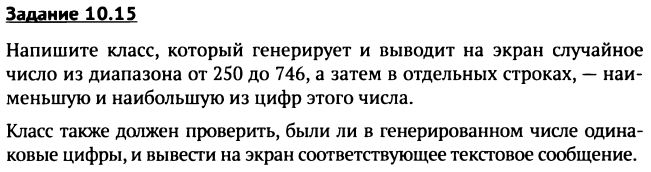 Задание 10.15
Напишите класс, который генерирует и выводит на экран случайное
число из диапазона от 250 до 746, а затем в отдельных строках, — наи-
меньшую и наибольшую из цифр этого числа.
Класс также должен проверить, были ли в генерированном числе одина-
ковые цифры, и вывести на экран соответствующее текстовое сообщение.